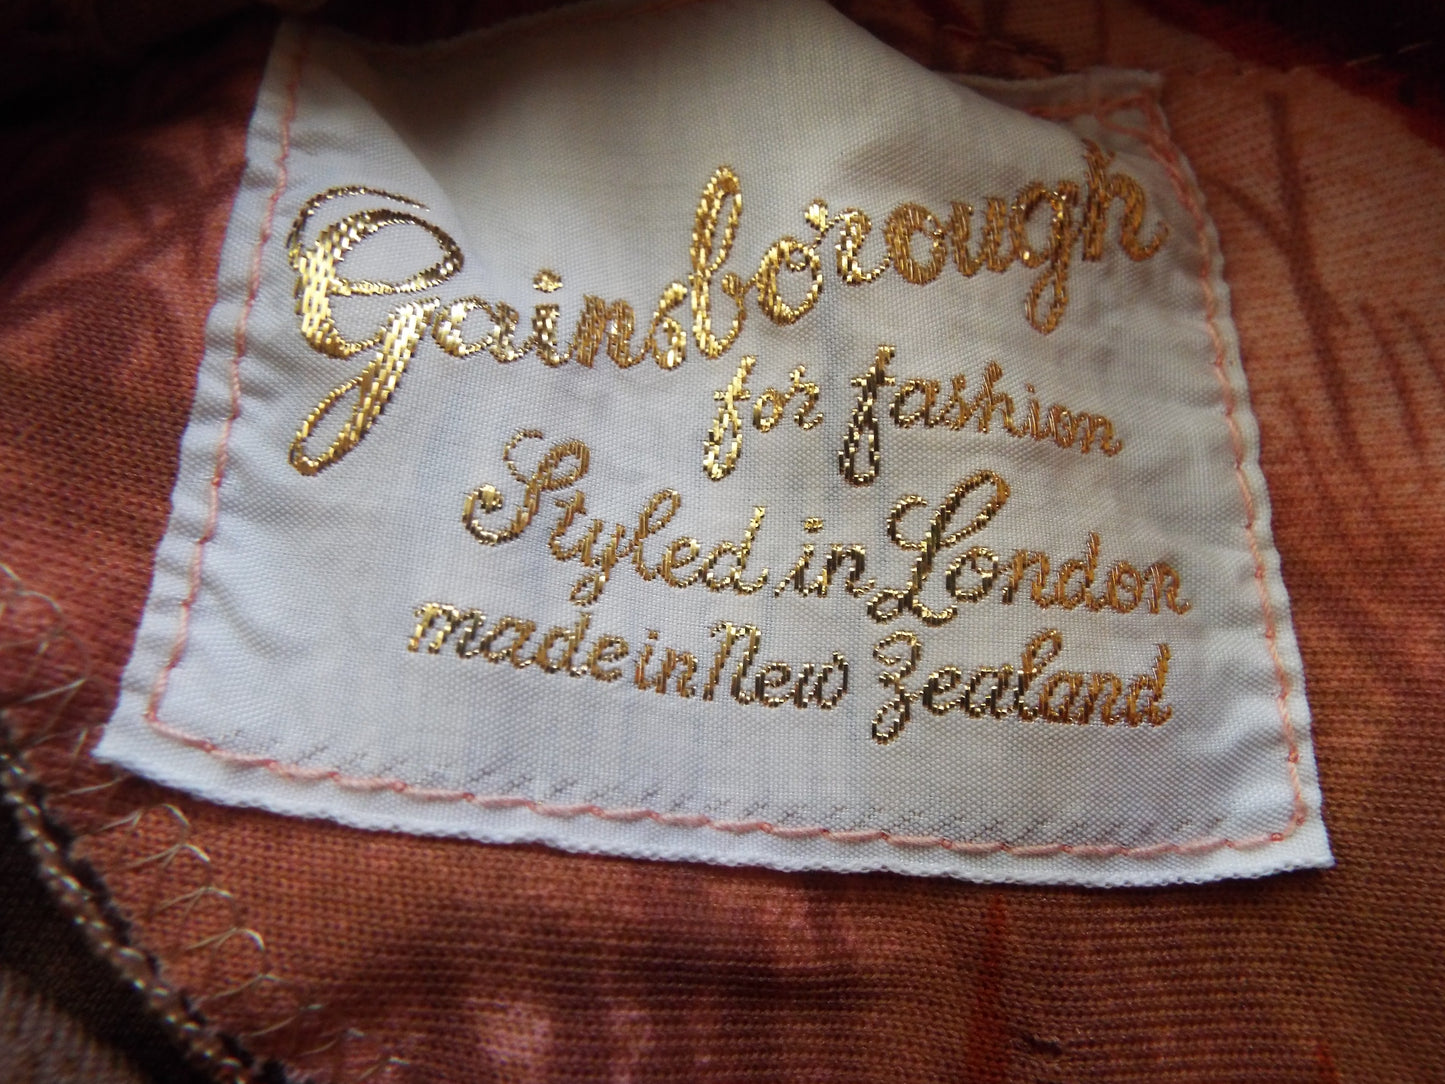 Gainsborough
for fashion
Styled in London
made in New Zealand